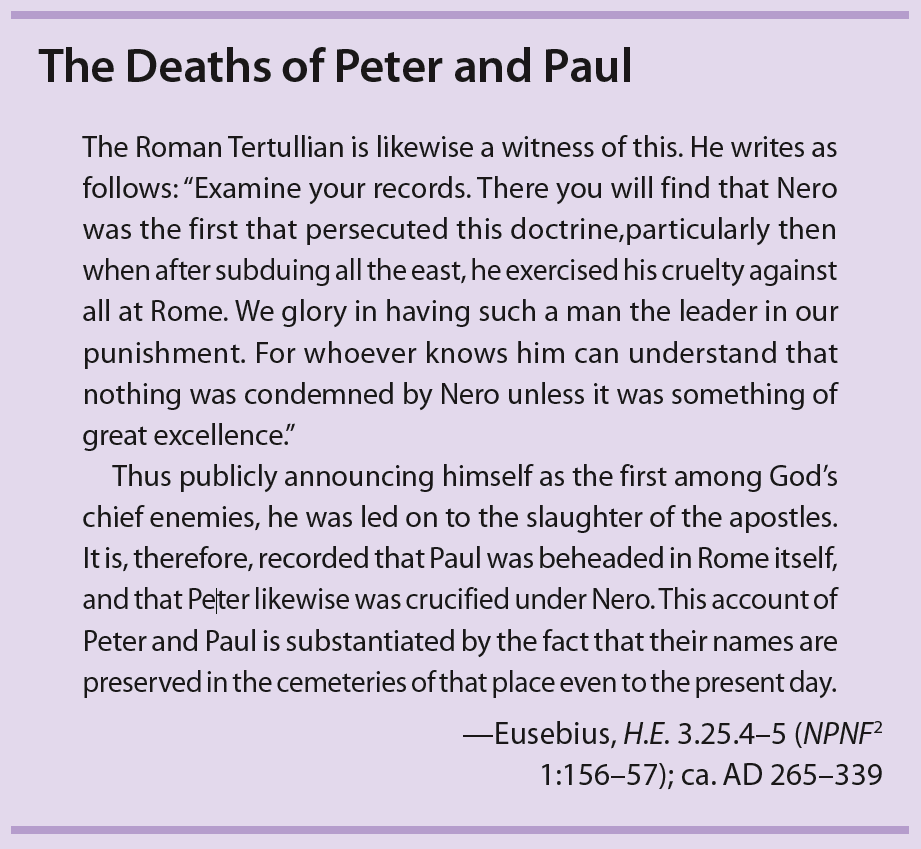 The Deaths of Peter and Paul
The Roman Tertullian is likewise a witness of this. He writes as
follows: “Examine your records. There you will find that Nero
was the first that persecuted this doctrine,particularly then
when after subduing all the east, he exercised his cruelty against
all at Rome. We glory in having such a man the leader in our
punishment. For whoever knows him can understand that
nothing was condemned by Nero unless it was something of
great excellence.”
Thus publicly announcing himself as the first among God’s
chief enemies, he was led on to the slaughter of the apostles.
It is, therefore, recorded that Paul was beheaded in Rome itself,
and that Peter likewise was crucified under Nero. This account of
Peter and Paul is substantiated by the fact that their names are
preserved in the cemeteries of that place even to the present day.
—Eusebius, H.E. 3.25.4–5 (NPNF²
1:156–57); ca. AD 265–339